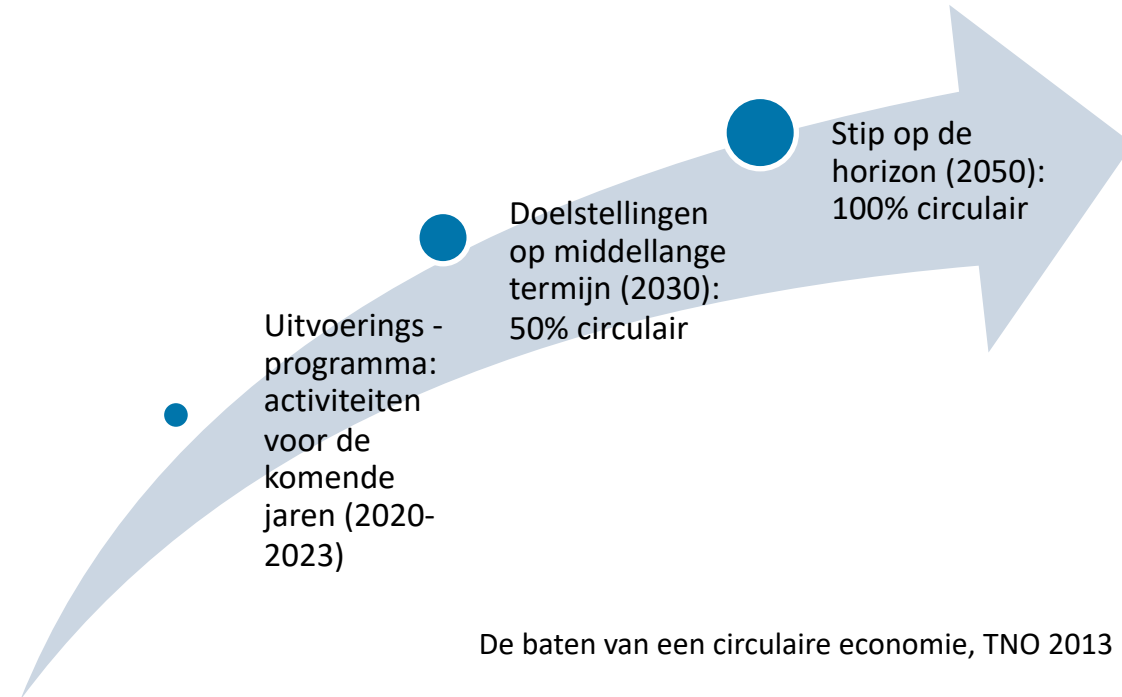 Uitvoerings -
programma:
activiteiten
voor de
komende
jaren (2020-
2023)
Doelstellingen
op middellange
termijn (2030):
50% circulair
Stip op de
horizon (2050):
100% circulair
De baten van een circulaire economie, TNO 2013